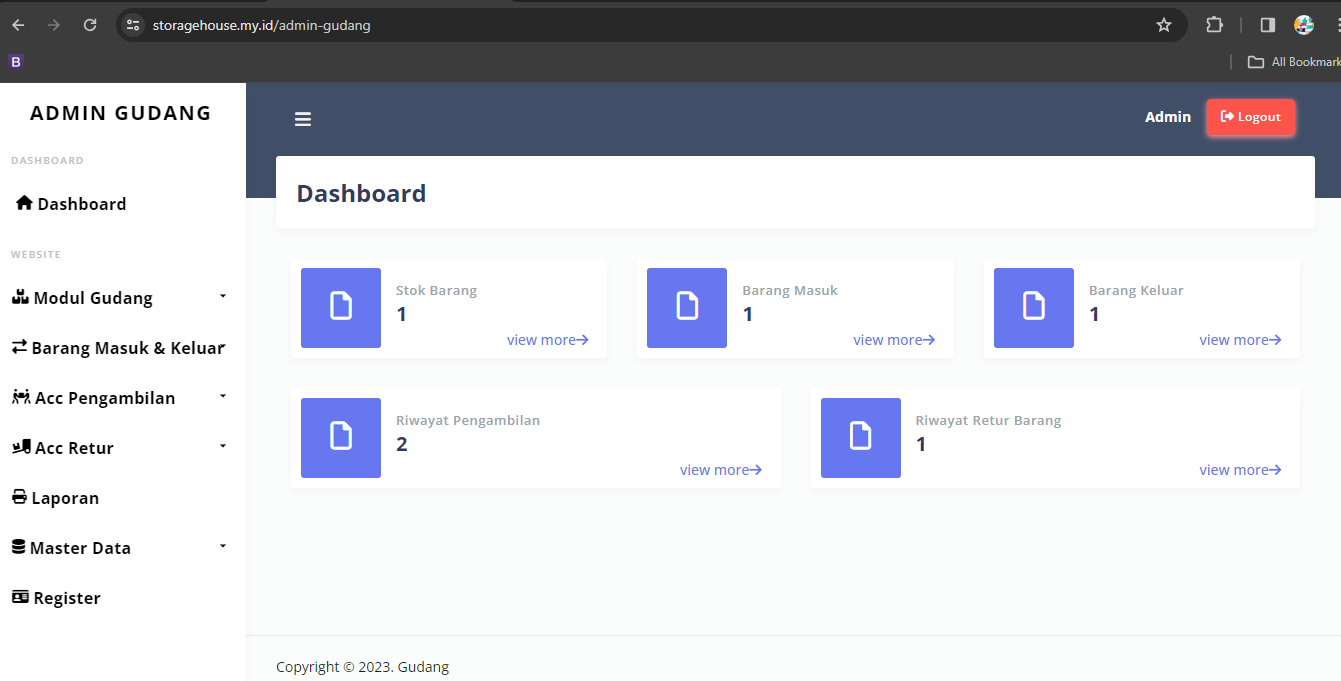 storagehouse.my.id/admin-gudang
B
All Bookmark
ADMIN GUDANG
DASHBOARD
Dashboard
WEBSITE
Modul Gudang
Barang Masuk & Keluar
Acc Pengambilan
Acc Retur
Laporan
Master Data
Register
Admin
Logout
Dashboard
Stok Barang
1
view more
Barang Masuk
1
view more
Barang Keluar
1
view more
Riwayat Pengambilan
2
view more
Riwayat Retur Barang
1
view more
Copyright © 2023. Gudang